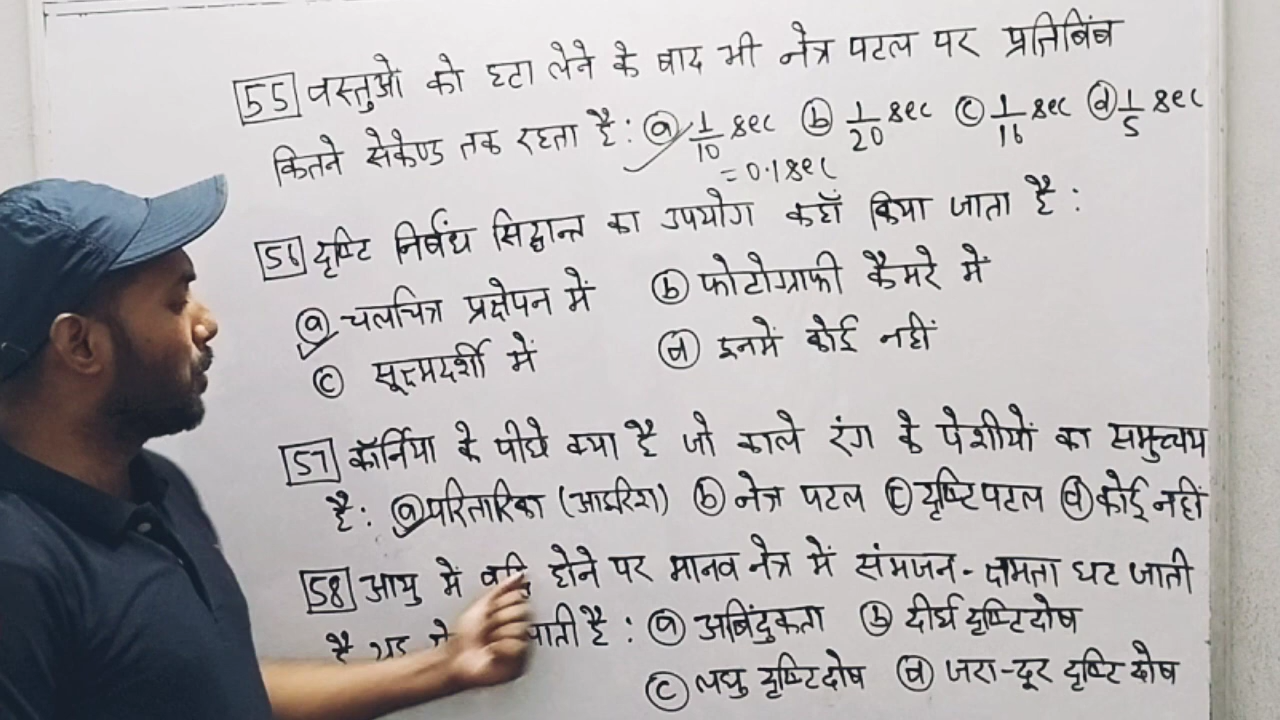 55 वस्तुओ को हटा लेने के बाद भी नेत्र पटल पर प्रतिबिंब
कितने सेकेण्ड तक रहता है : (a) 1/10 sec (b) 1/20 sec (c) 1/16 sec (d) 1/5 sec
= 0.1 sec
56 दृष्टि निर्बंध सिद्धान्त का उपयोग कहाँ किया जाता है :
(a) चलचित्र प्रक्षेपन में (b) फोटोग्राफी कैमरे में
(c) सूक्ष्मदर्शी में (d) इनमें कोई नहीं
57 कॉर्निया के पीछे क्या है जो काले रंग के पेशीयों का समुच्चय
है : (a) परितारिका (आइरिश) (b) नेत्र पटल (c) दृष्टिपटल (d) कोई नहीं
58 आयु में होने पर मानव नेत्र में संमजन - क्षमता घट जाती
है : (a) अबिंदुकता (b) दीर्घ दृष्टिदोष
(c) लघु दृष्टिदोष (d) जरा-दूर दृष्टि दोष